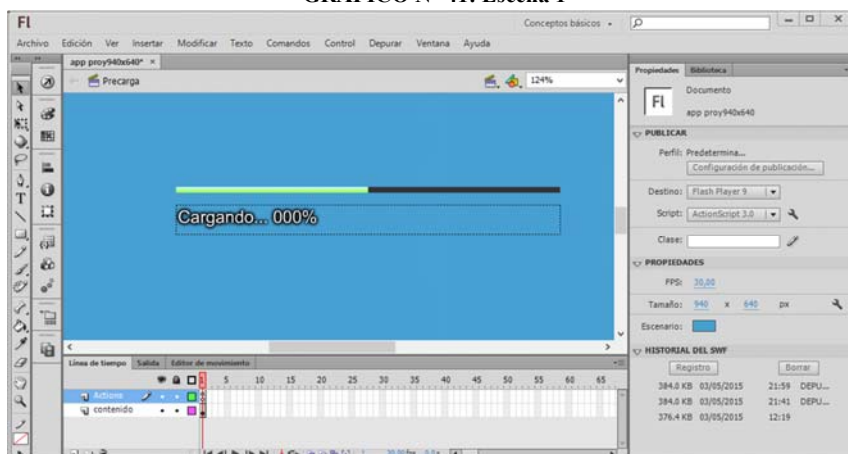 GRAFICO N° 41: Escena 1
Fl
Conceptos básicos
Archivo Edición Ver Insertar Modificar Texto Comandos Control Depurar Ventana Ayuda
app proy940x640* ×
Precarga
124%
Cargando... 000%
Propiedades Biblioteca
Fl
Documento
app proy940x640
PUBLICAR
Perfil: Predetermina...
Configuración de publicación...
Destino: Flash Player 9
Script: ActionScript 3.0
Clase:
PROPIEDADES
FPS: 30,00
Tamaño: 940 x 640 px
Escenario:
HISTORIAL DEL SWF
Registro Borrar
384.0 KB 03/05/2015 21:59 DEPU...
384.0 KB 03/05/2015 21:41 DEPU...
376.4 KB 03/05/2015 12:19
Línea de tiempo Salida Editor de movimiento
1 5 10 15 20 25 30 35 40 45 50 55 60 65
Actions
contenido